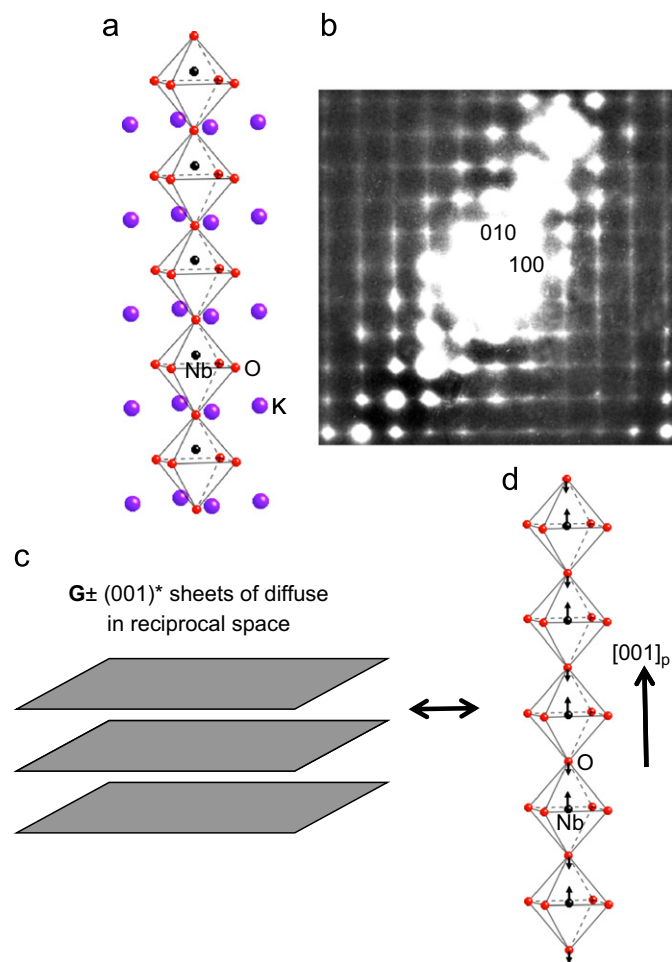 a
b
010
100
Nb
O
K
c
G± (001)* sheets of diffuse
in reciprocal space
d
[001]p
O
Nb